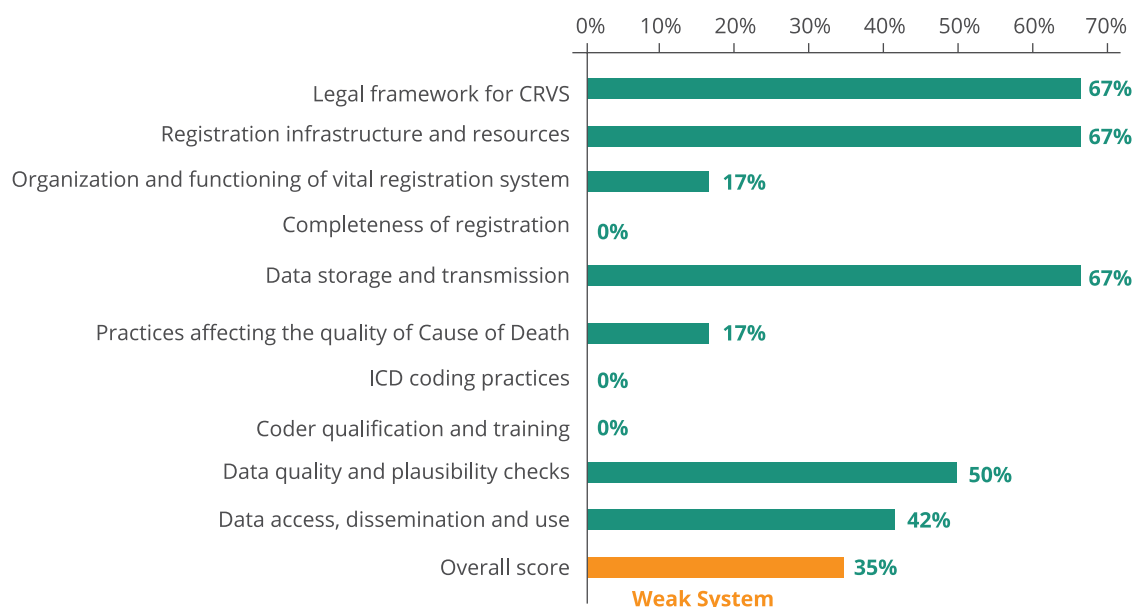 0% 10% 20% 30% 40% 50% 60% 70%
Legal framework for CRVS 67%
Registration infrastructure and resources 67%
Organization and functioning of vital registration system 17%
Completeness of registration 0%
Data storage and transmission 67%
Practices affecting the quality of Cause of Death 17%
ICD coding practices 0%
Coder qualification and training 0%
Data quality and plausibility checks 50%
Data access, dissemination and use 42%
Overall score 35%
Weak System